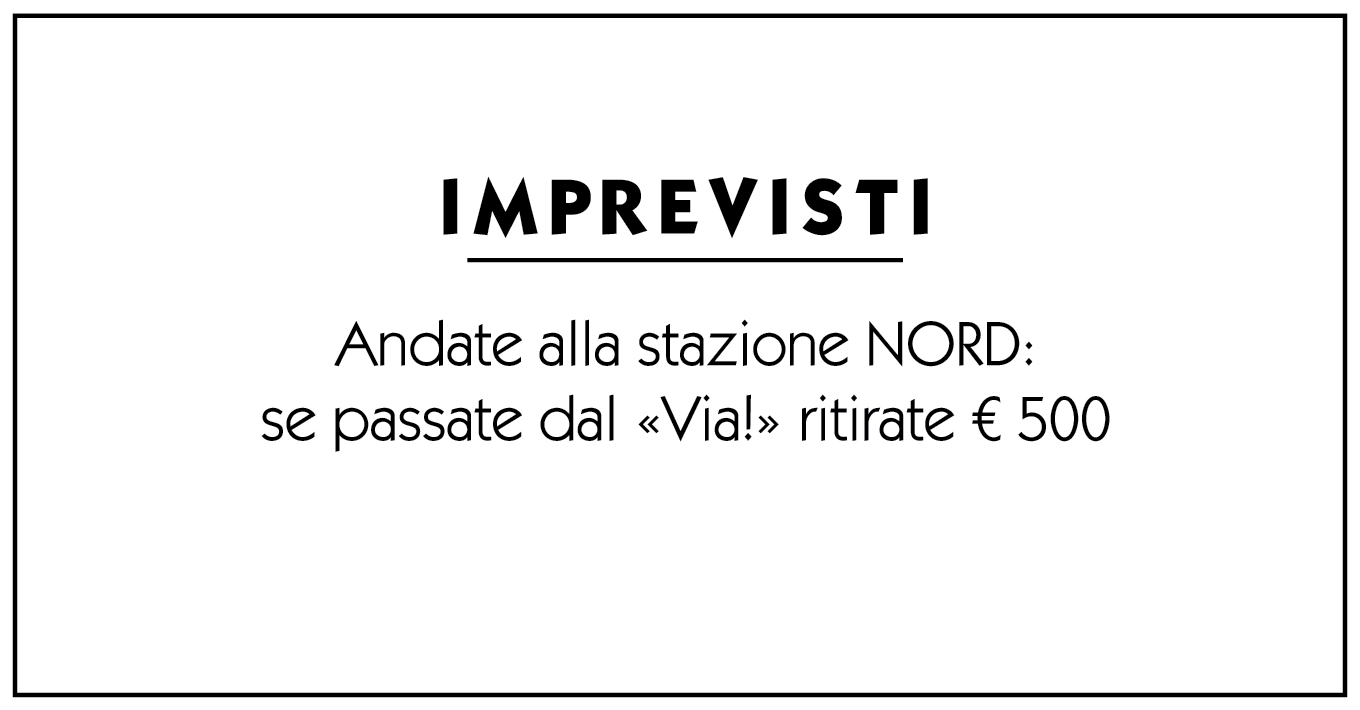 IMPREVISTI
Andate alla stazione NORD:
se passate dal «Via!» ritirate € 500